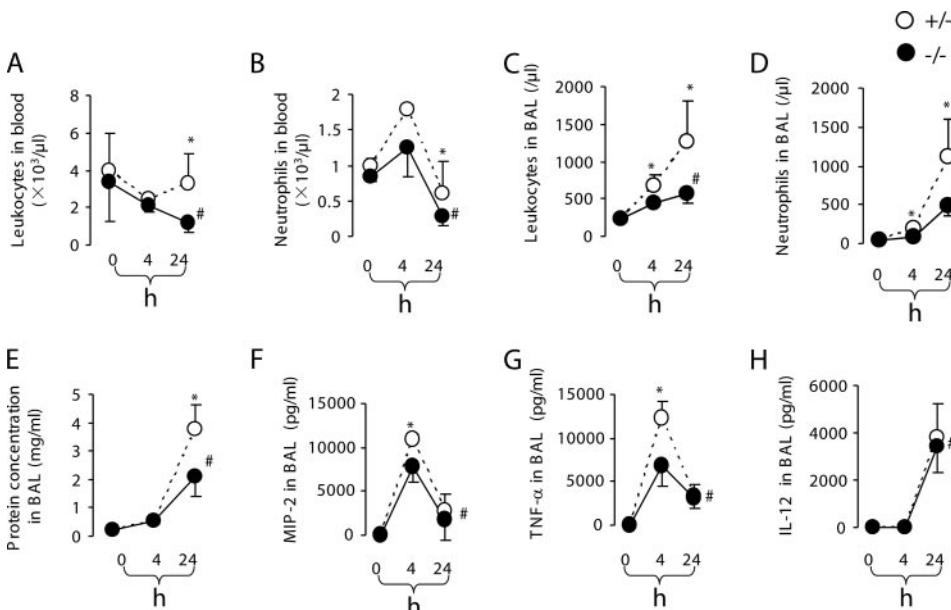 +/-
-/-
A
Leukocytes in blood
(×10³/μl)
8
6
4
2
0
*
#
0 4 24
h
B
Neutrophils in blood
(×10³/μl)
2
1.5
1
0.5
0
*
#
0 4 24
h
C
Leukocytes in BAL (/μl)
2000
1500
1000
500
0
*
*
#
0 4 24
h
D
Neutrophils in BAL (/μl)
2000
1500
1000
500
0
*
*
0 4 24
h
E
Protein concentration
in BAL (mg/ml)
5
4
3
2
1
0
*
#
0 4 24
h
F
MIP-2 in BAL (pg/ml)
15000
10000
5000
0
*
#
0 4 24
h
G
TNF-α in BAL (pg/ml)
15000
10000
5000
0
*
#
0 4 24
h
H
IL-12 in BAL (pg/ml)
6000
4000
2000
0
#
0 4 24
h